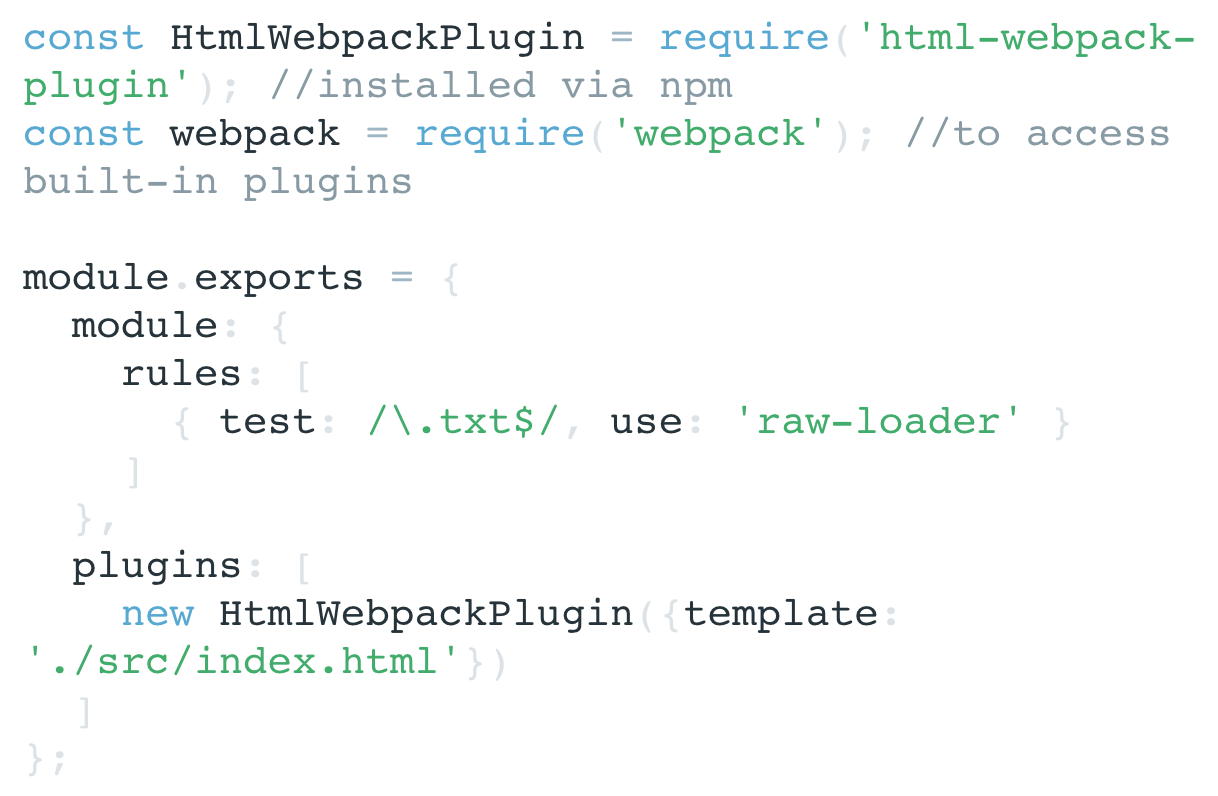 const HtmlWebpackPlugin = require('html-webpack-
plugin'); //installed via npm
const webpack = require('webpack'); //to access
built-in plugins

module.exports = {
  module: {
    rules: [
      { test: /\.txt$/, use: 'raw-loader' }
    ]
  },
  plugins: [
    new HtmlWebpackPlugin({template:
'./src/index.html'})
  ]
};